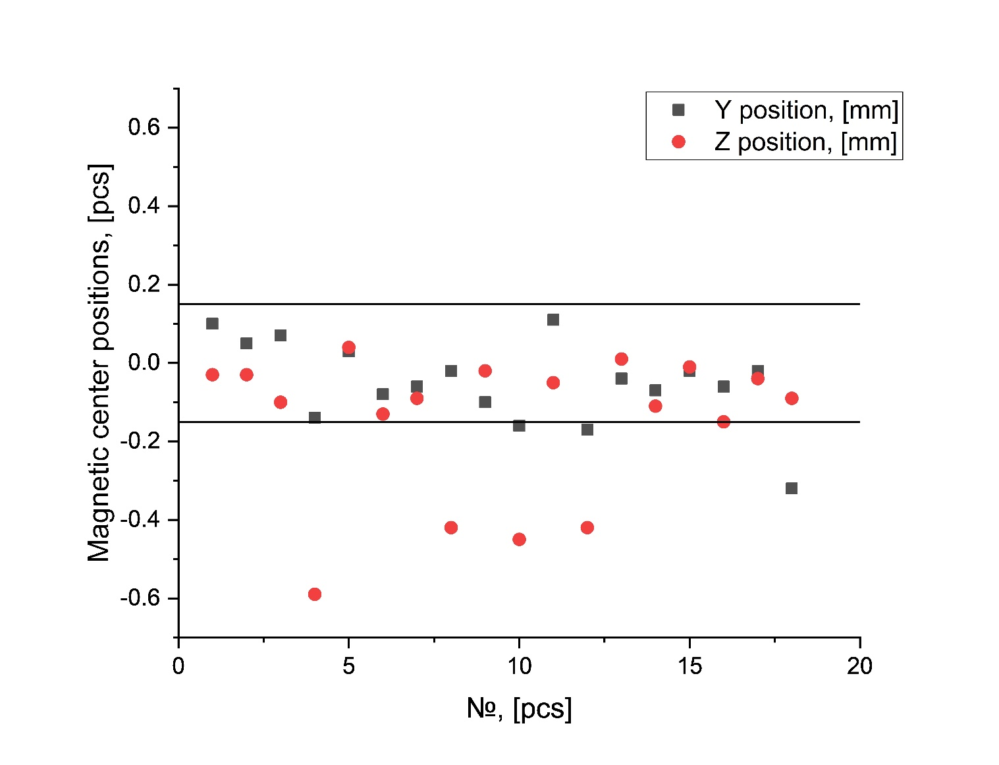 Y position, [mm]
Z position, [mm]
Magnetic center positions, [pcs]
0.6
0.4
0.2
0.0
-0.2
-0.4
-0.6
0 5 10 15 20
№, [pcs]